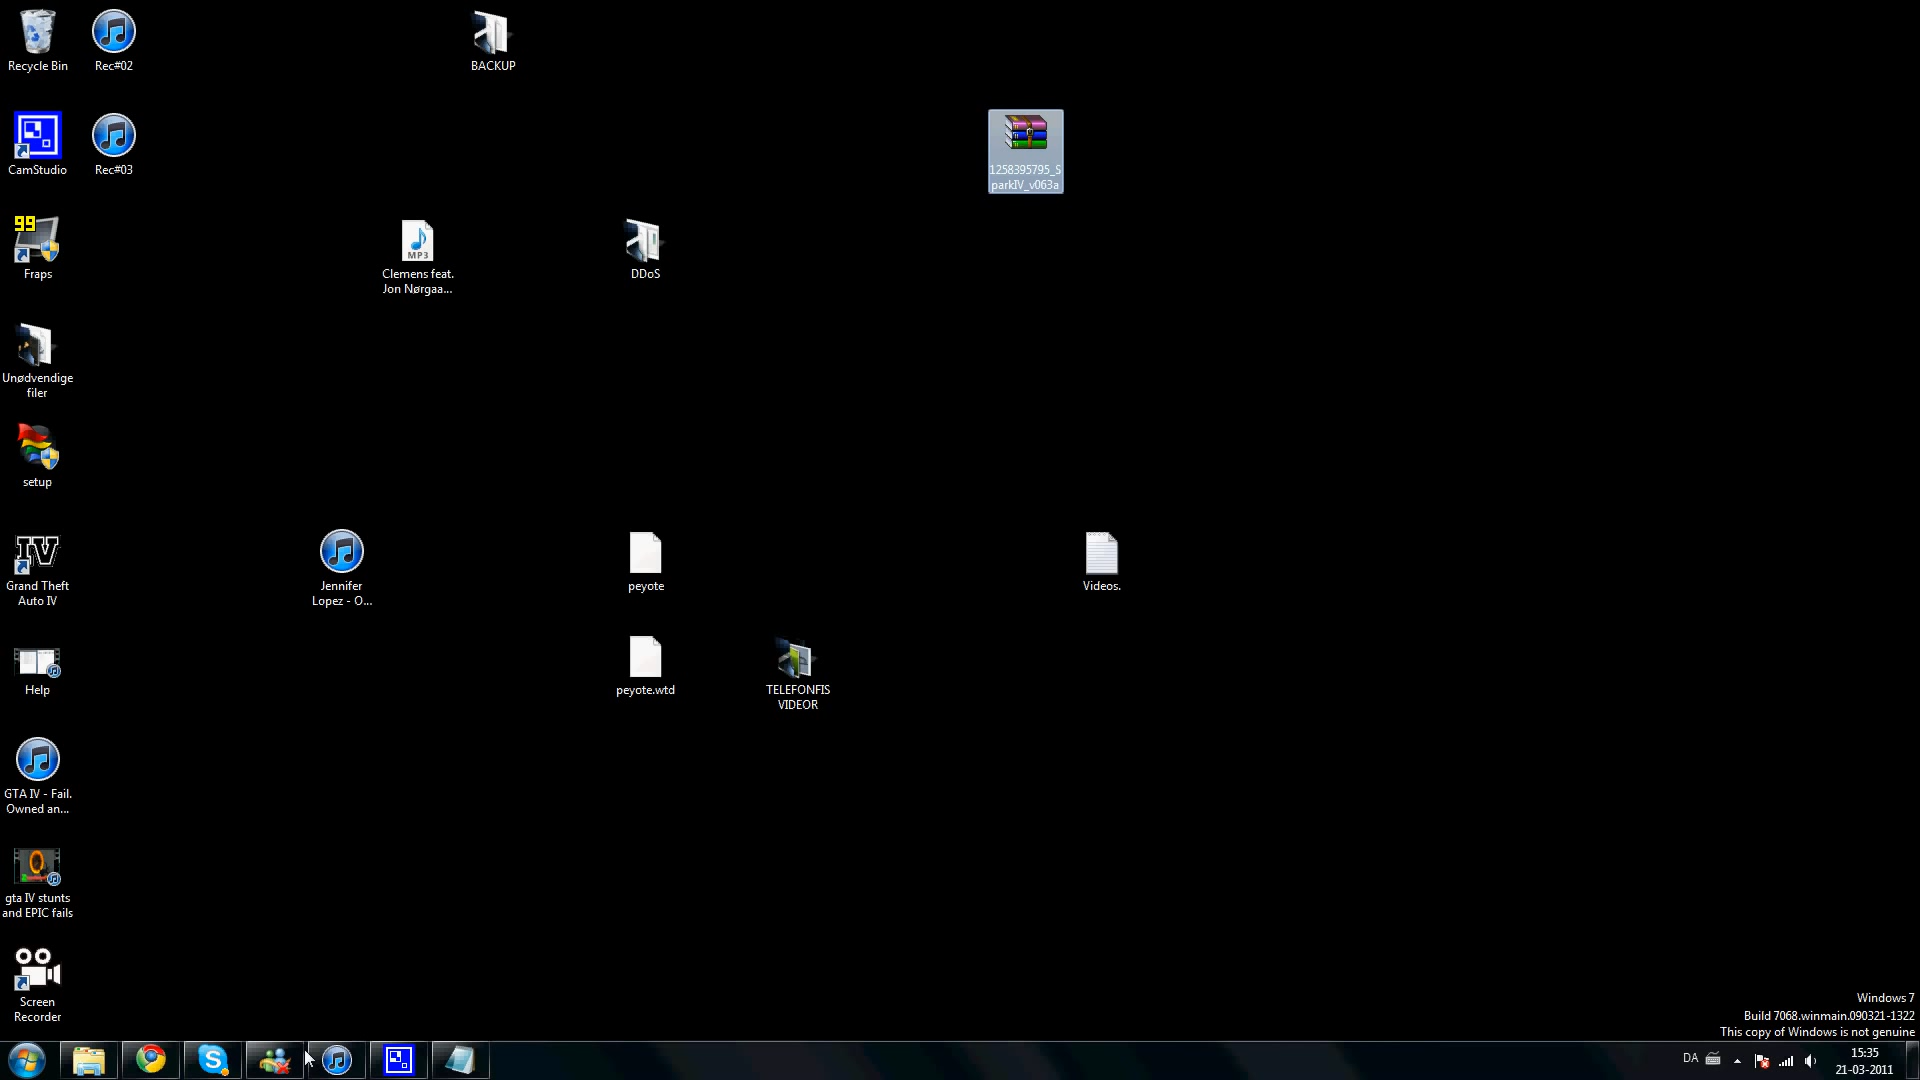 Recycle Bin
Rec#02
BACKUP
CamStudio
Rec#03
1258395795_S
parkIV_v063a
99
Fraps
MP3
Clemens feat.
Jon Nørgaa...
DDoS
Unødvendige
filer
setup
IV
Grand Theft
Auto IV
Jennifer
Lopez - O...
peyote
Videos.
Help
peyote.wtd
TELEFONFIS
VIDEOR
GTA IV - Fail.
Owned an...
gta IV stunts
and EPIC fails
Screen
Recorder
Windows 7
Build 7068.winmain.090321-1322
This copy of Windows is not genuine
DA
15:35
21-03-2011